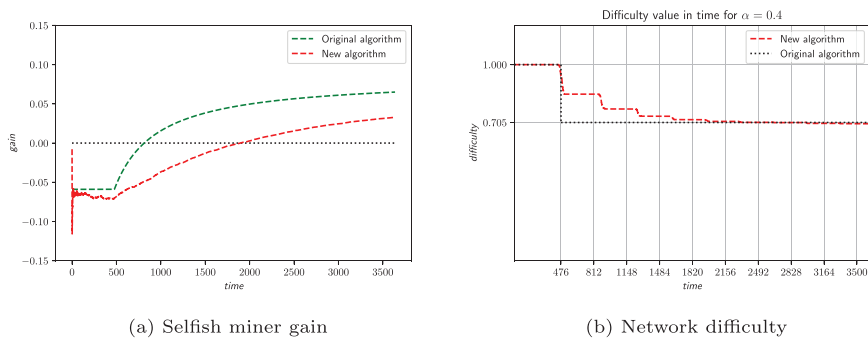 Difficulty value in time for α = 0.4
0.15
0.10
0.05
0.00
−0.05
−0.10
−0.15
gain
0 500 1000 1500 2000 2500 3000 3500
time
Original algorithm
New algorithm
1.000
0.705
difficulty
476 812 1148 1484 1820 2156 2492 2828 3164 3500
time
New algorithm
Original algorithm
(a) Selfish miner gain
(b) Network difficulty